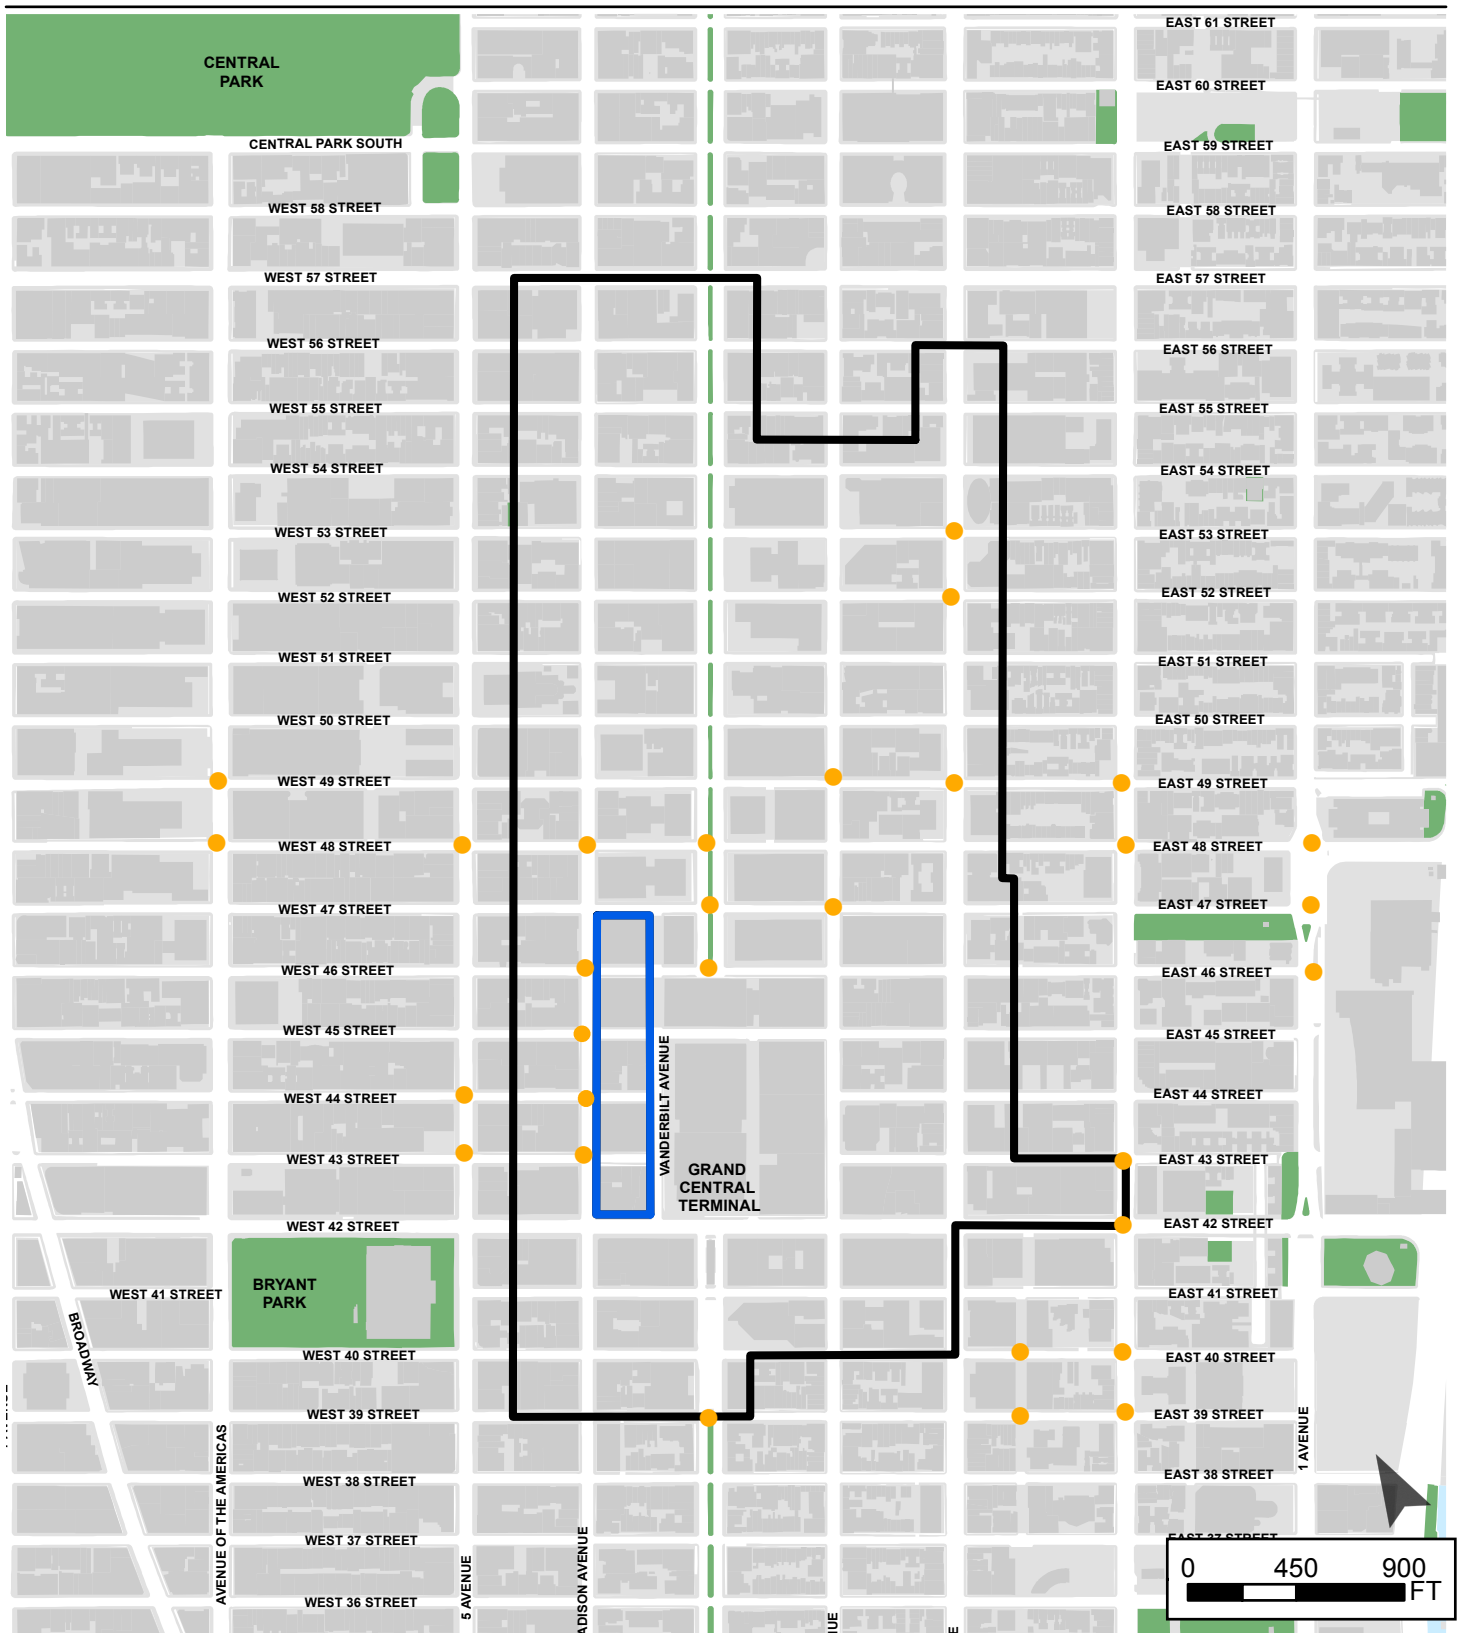 EAST 61 STREET
CENTRAL
PARK
EAST 60 STREET
CENTRAL PARK SOUTH
EAST 59 STREET
WEST 58 STREET
EAST 58 STREET
WEST 57 STREET
EAST 57 STREET
WEST 56 STREET
EAST 56 STREET
WEST 55 STREET
EAST 55 STREET
WEST 54 STREET
EAST 54 STREET
WEST 53 STREET
EAST 53 STREET
WEST 52 STREET
EAST 52 STREET
WEST 51 STREET
EAST 51 STREET
WEST 50 STREET
EAST 50 STREET
WEST 49 STREET
EAST 49 STREET
WEST 48 STREET
EAST 48 STREET
WEST 47 STREET
EAST 47 STREET
WEST 46 STREET
EAST 46 STREET
WEST 45 STREET
EAST 45 STREET
VANDERBILT AVENUE
WEST 44 STREET
EAST 44 STREET
WEST 43 STREET
EAST 43 STREET
GRAND
CENTRAL
TERMINAL
WEST 42 STREET
EAST 42 STREET
BRYANT
PARK
WEST 41 STREET
EAST 41 STREET
BROADWAY
WEST 40 STREET
EAST 40 STREET
WEST 39 STREET
EAST 39 STREET
1 AVENUE
AVENUE OF THE AMERICAS
WEST 38 STREET
EAST 38 STREET
WEST 37 STREET
EAST 37 STREET
5 AVENUE
ADISON AVENUE
WEST 36 STREET
UE
E
0 450 900
FT